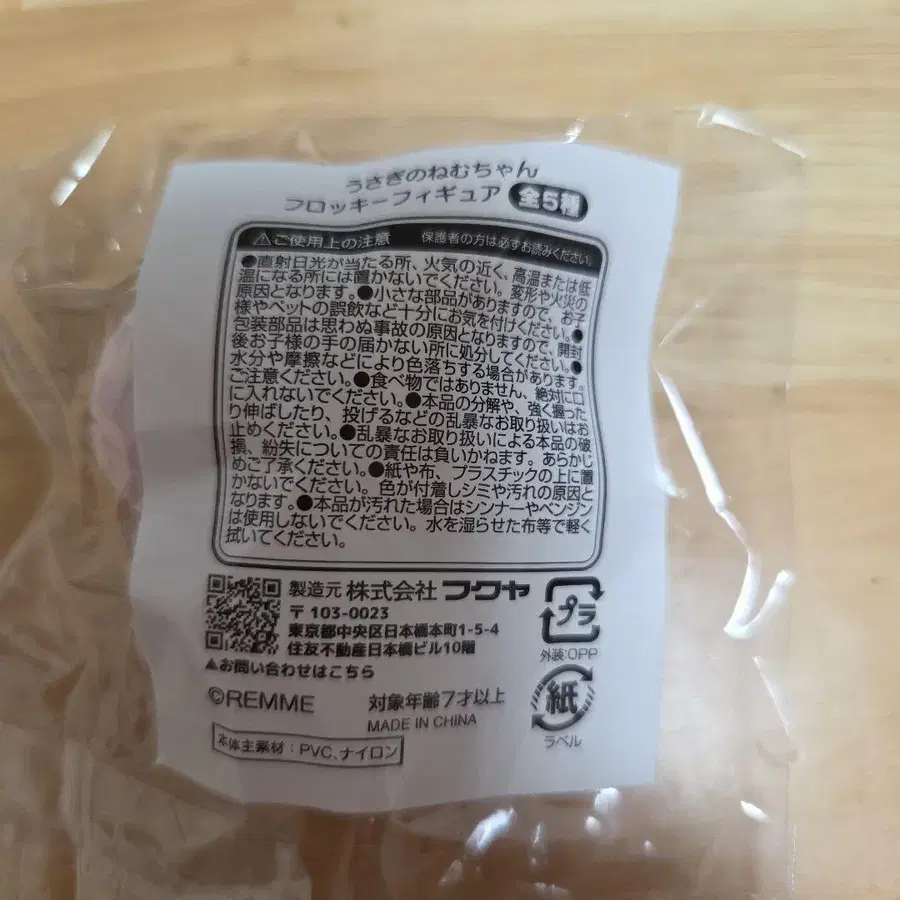 うさぎのねむちゃん
フロッキーフィギュア 全5種
⚠ご使用上の注意 保護者の方は必ずお読みください。
●直射日光が当たる所、火気の近く、高温または低
温になる所には置かないでください。変形や火災の
原因となります。●小さな部品がありますので、お子
様やペットの誤飲など十分にお気を付けください。●
包装部品は思わぬ事故の原因となりますので、開封
後お子様の手の届かない所に処分してください。●
水分や摩擦などにより色落ちする場合があります。
ご注意ください。●食べ物ではありません、絶対に口
に入れないでください。●本品の分解や、強く握った
り伸ばしたり、投げるなどの乱暴なお取り扱いはお
止めください。●乱暴なお取り扱いによる本品の破
損、紛失についての責任は負いかねます。あらかじ
めご了承ください。●紙や布、プラスチックの上に置
かないでください。色が付着しシミや汚れの原因と
なります。●本品が汚れた場合はシンナーやベンジン
は使用しないでください。水を湿らせた布等で軽く
拭いてください。
製造元 株式会社 フクヤ
〒103-0023
東京都中央区日本橋本町1-5-4
住友不動産日本橋ビル10階
▲お問い合わせはこちら
プラ
外装:OPP
©REMME
対象年齢7才以上
MADE IN CHINA
紙
ラベル
本体主素材：PVC、ナイロン